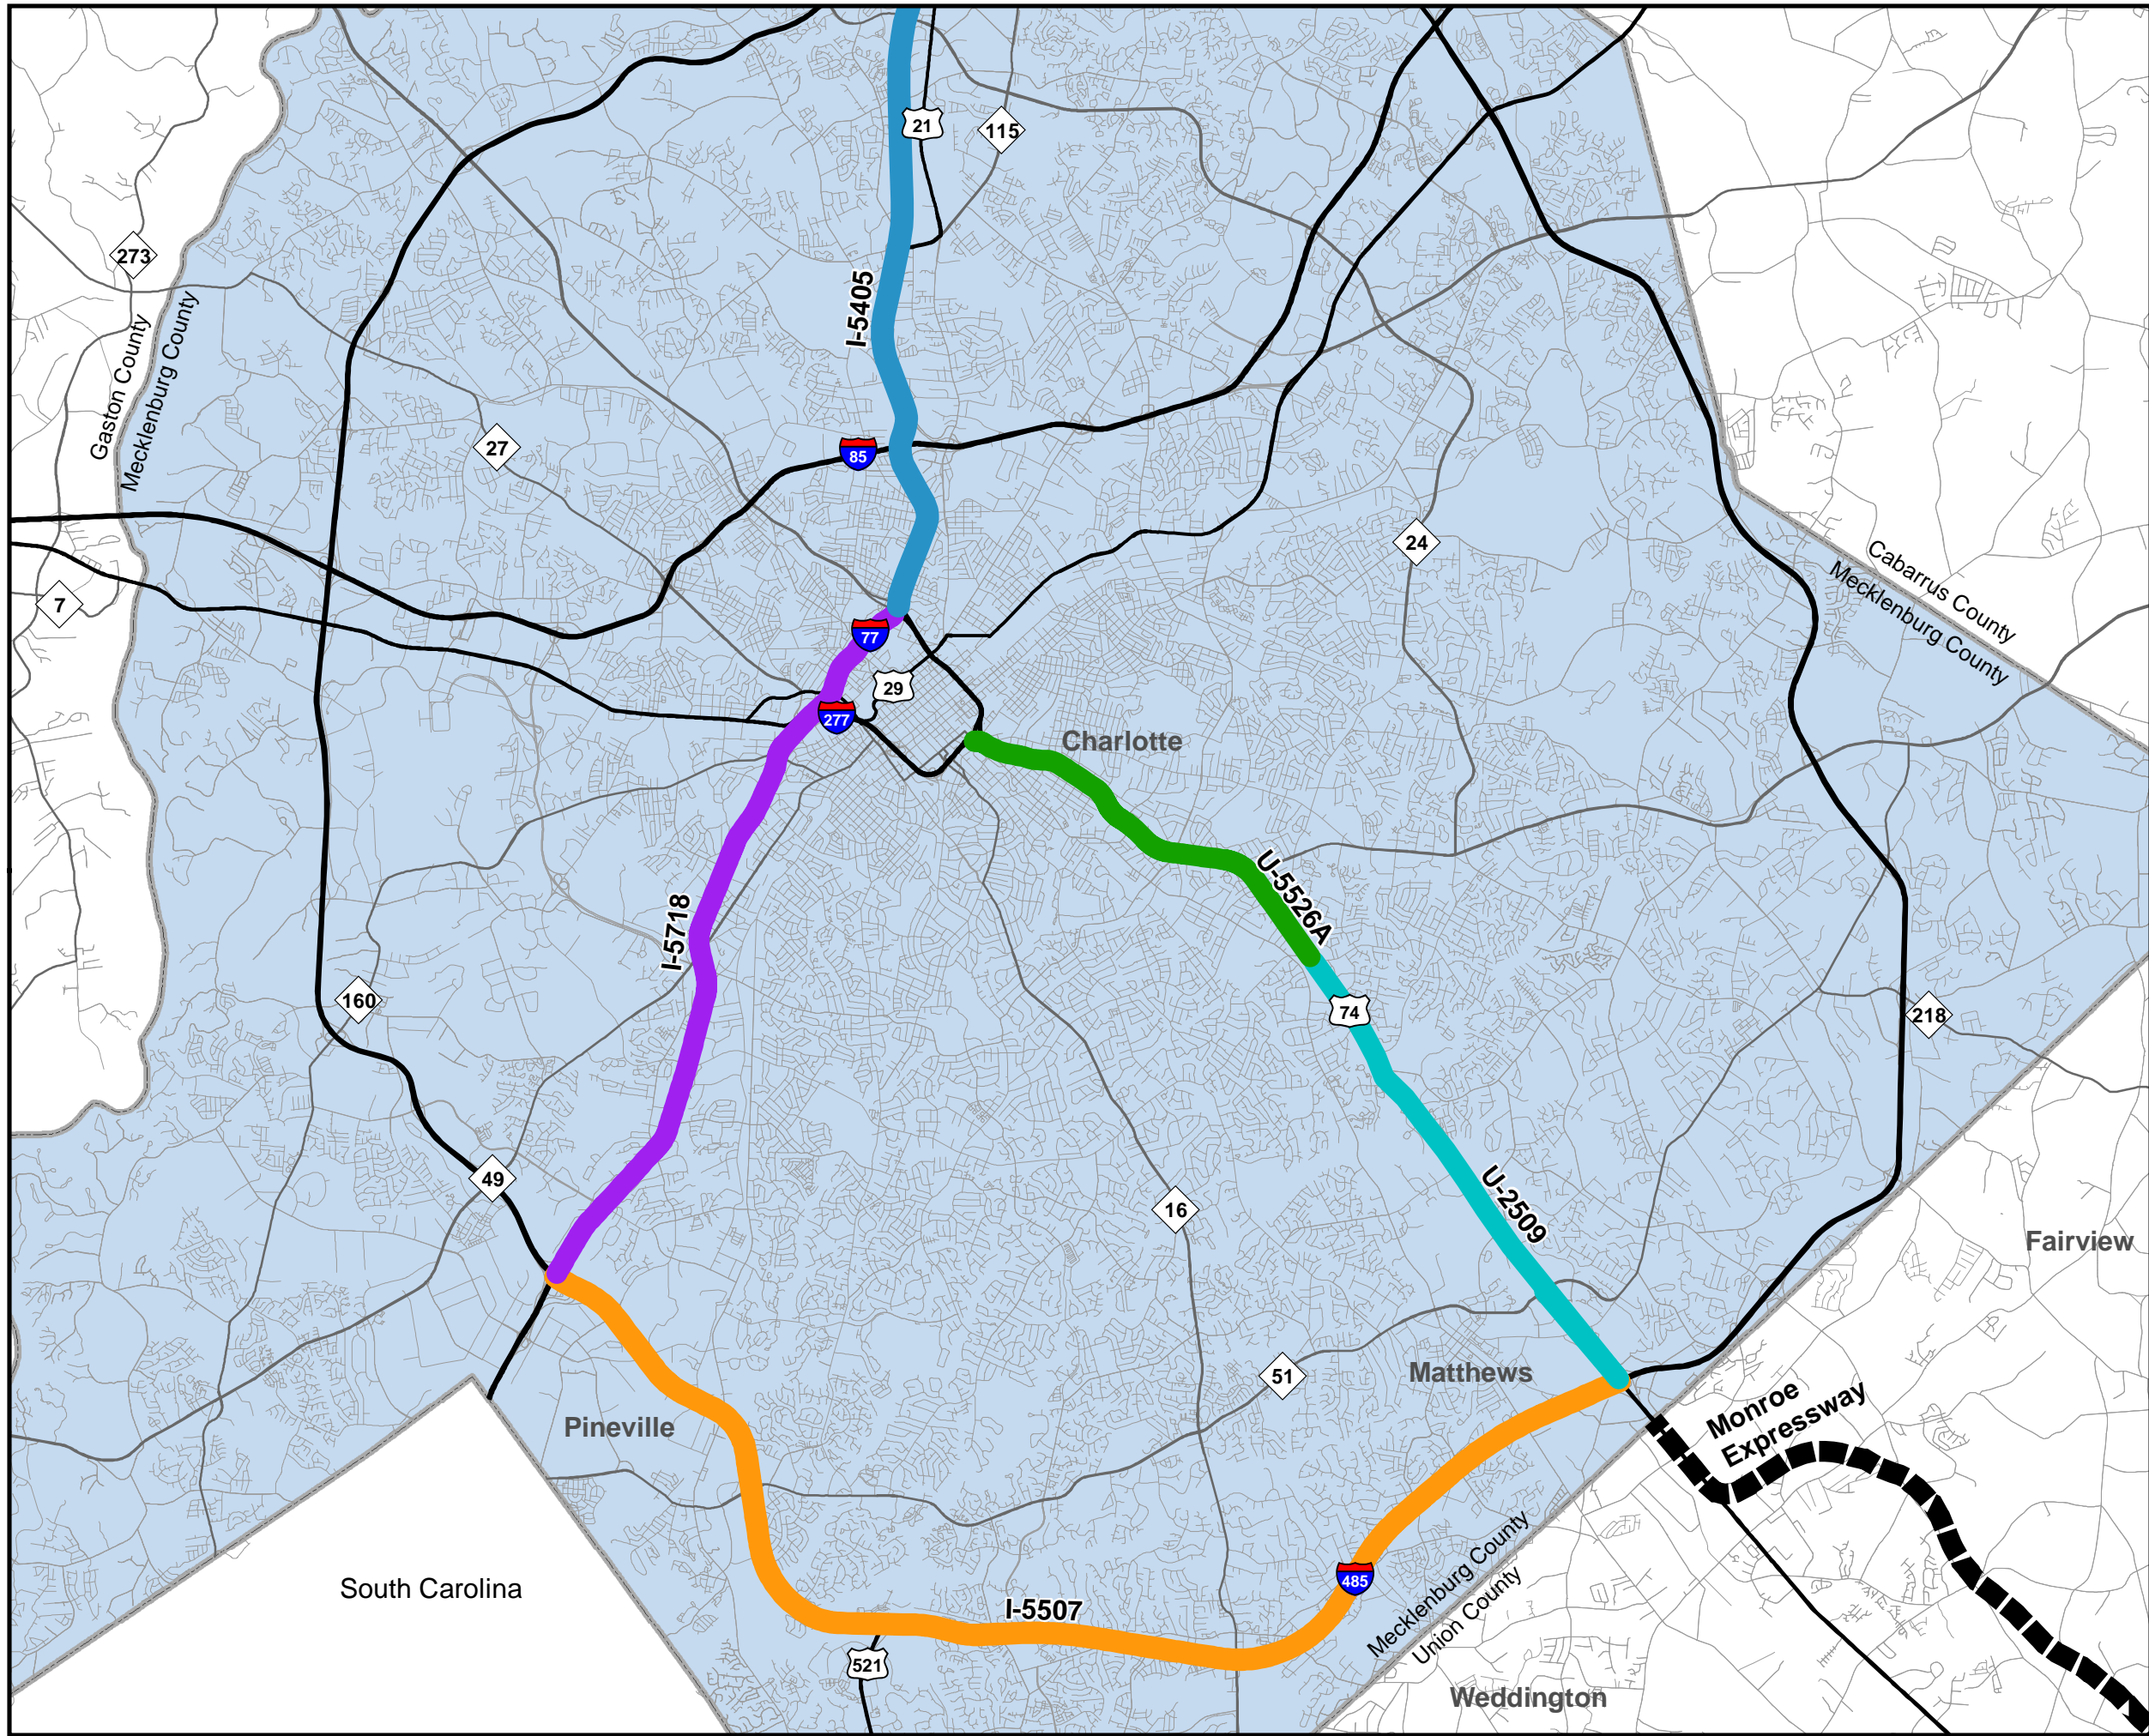 21
115
273
I-5405
Gaston County
Mecklenburg County
27
85
24
Cabarrus County
Mecklenburg County
7
77
29
277
Charlotte
U-5526A
I-5718
160
74
218
49
16
U-2509
Fairview
51
Matthews
Pineville
Monroe
Expressway
South Carolina
485
I-5507
Mecklenburg County
Union County
521
Weddington